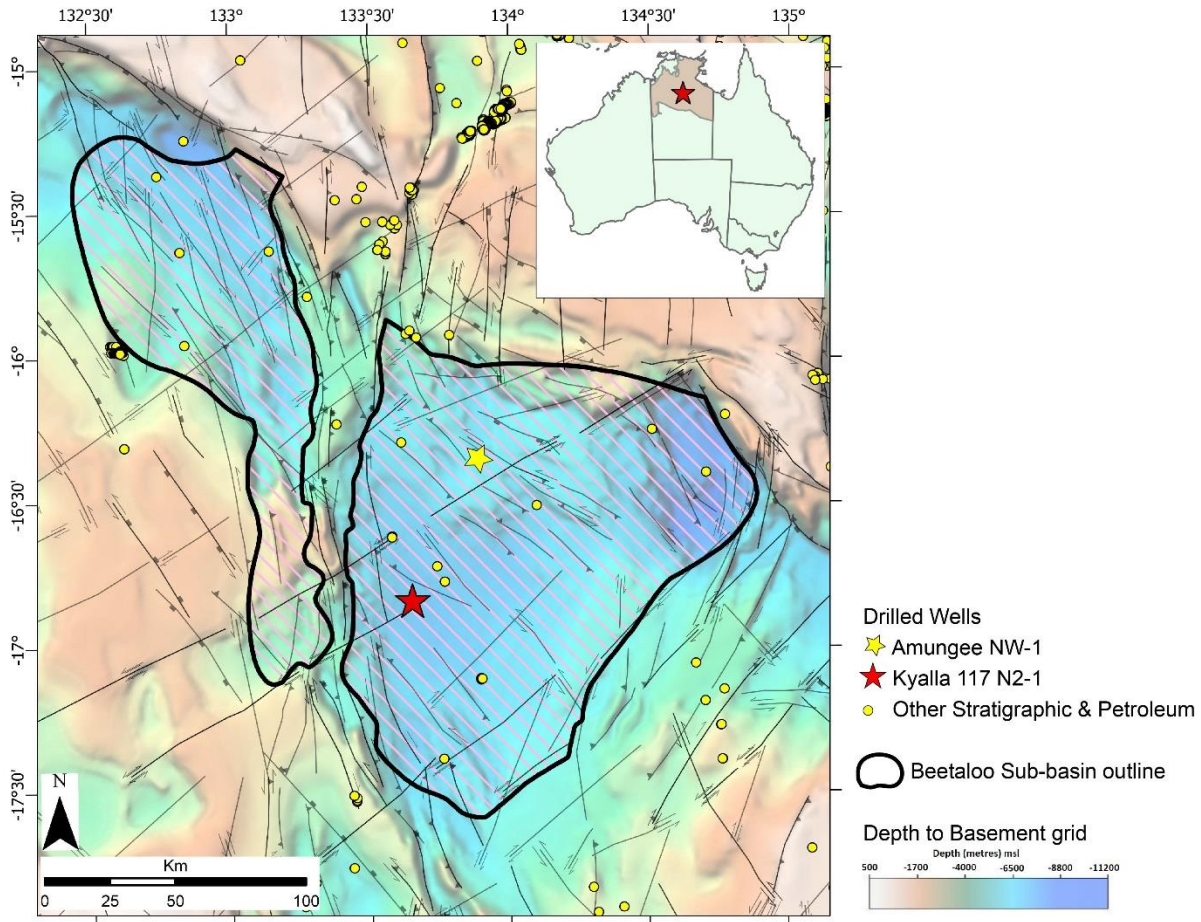 132°30' 133° 133°30' 134° 134°30' 135°
-15°
-15°30'
-16°
-16°30'
-17°
-17°30'
N
Km
0 25 50 100
Drilled Wells
Amungee NW-1
Kyalla 117 N2-1
Other Stratigraphic & Petroleum
Beetaloo Sub-basin outline
Depth to Basement grid
Depth (metres) msl
500 -1700 -4000 -6500 -8800 -11200